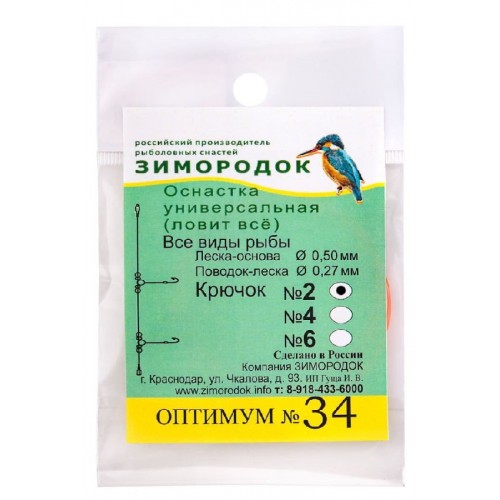 российский производитель
рыболовных снастей
ЗИМОРОДОК
Оснастка
универсальная
(ловит всё)
Все виды рыбы
Леска-основа Ø 0,50 мм
Поводок-леска Ø 0,27 мм
Крючок №2
№4
№6
Сделано в России
Компания ЗИМОРОДОК
г. Краснодар, ул. Чкалова, д. 93. ИП Гуща И. В.
www.zimorodok.info т: 8-918-433-6000
ОПТИМУМ № 34